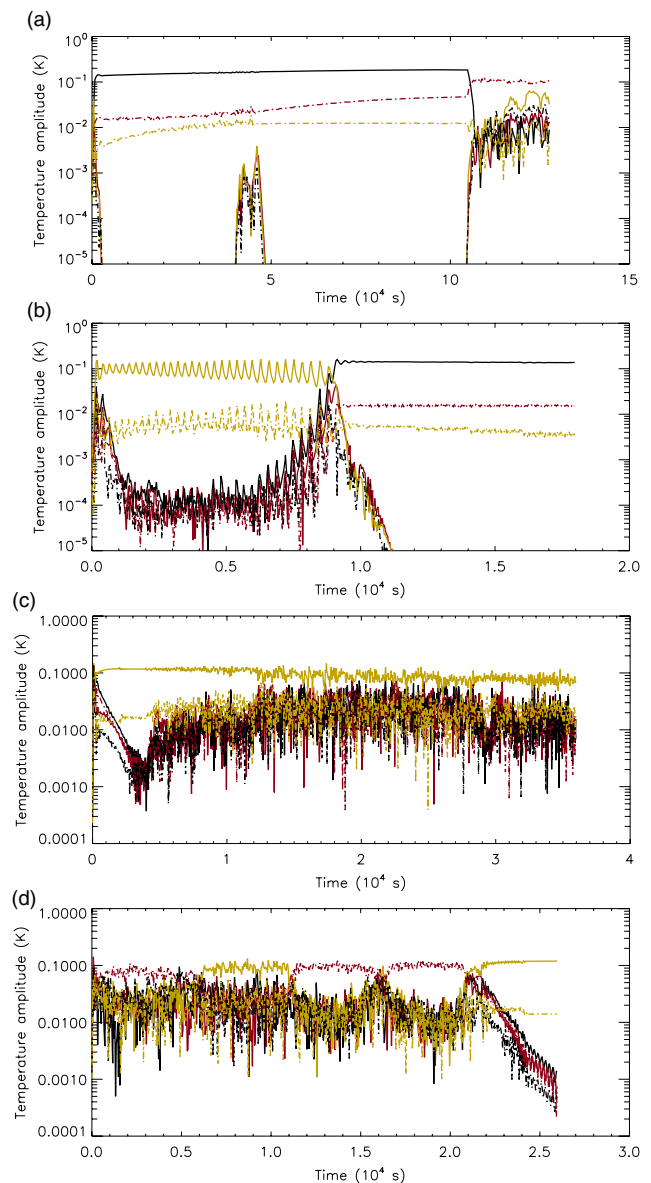 (a)
Temperature amplitude (K)
10⁰
10⁻¹
10⁻²
10⁻³
10⁻⁴
10⁻⁵
0 5 10 15
Time (10⁴ s)
(b)
Temperature amplitude (K)
10⁰
10⁻¹
10⁻²
10⁻³
10⁻⁴
10⁻⁵
0.0 0.5 1.0 1.5 2.0
Time (10⁴ s)
(c)
Temperature amplitude (K)
1.0000
0.1000
0.0100
0.0010
0.0001
0 1 2 3 4
Time (10⁴ s)
(d)
Temperature amplitude (K)
1.0000
0.1000
0.0100
0.0010
0.0001
0.0 0.5 1.0 1.5 2.0 2.5 3.0
Time (10⁴ s)